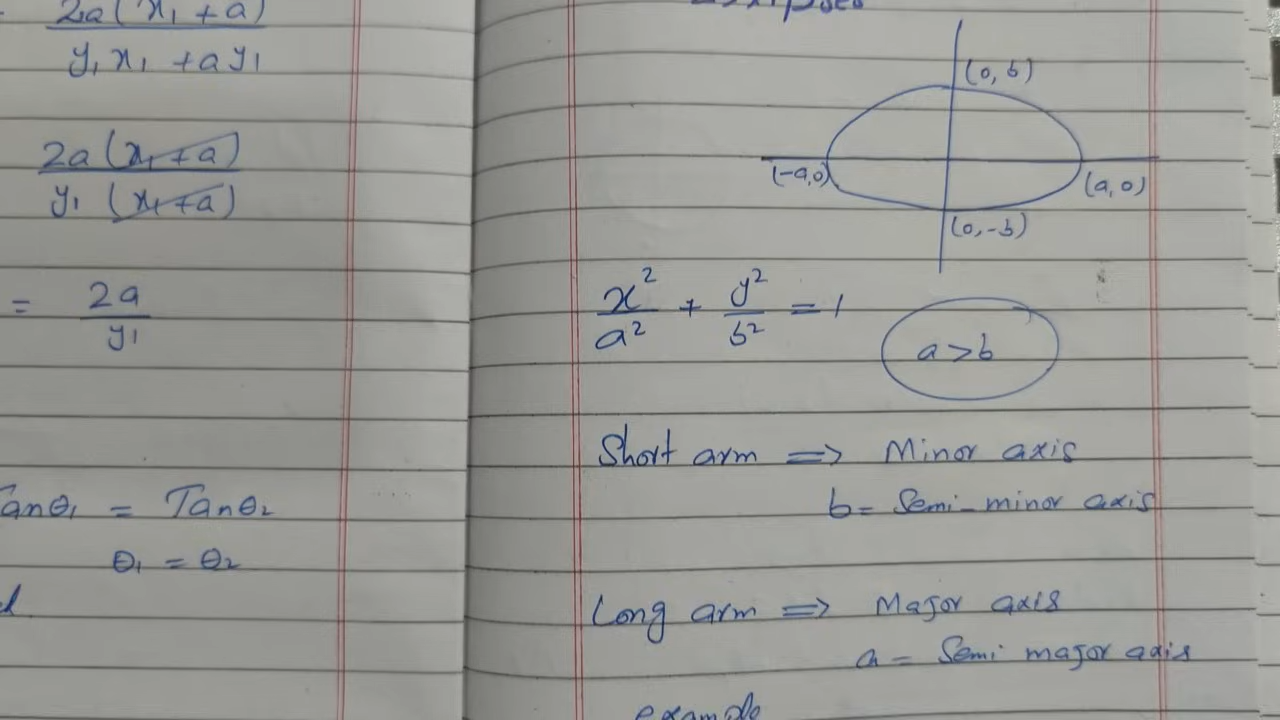 2a(x₁ + a)
y₁x₁ + ay₁
2a(x₁+a)
y₁(x₁+a)
= 2a
y₁
Tanθ₁ = Tanθ₂
θ₁ = θ₂
(0, b)
(-a,0)
(a, 0)
(0,-b)
x²/a² + y²/b² = 1
a > b
Short arm ⇒ Minor axis
b = Semi-minor axis
Long arm ⇒ Major axis
a = Semi major axis
example